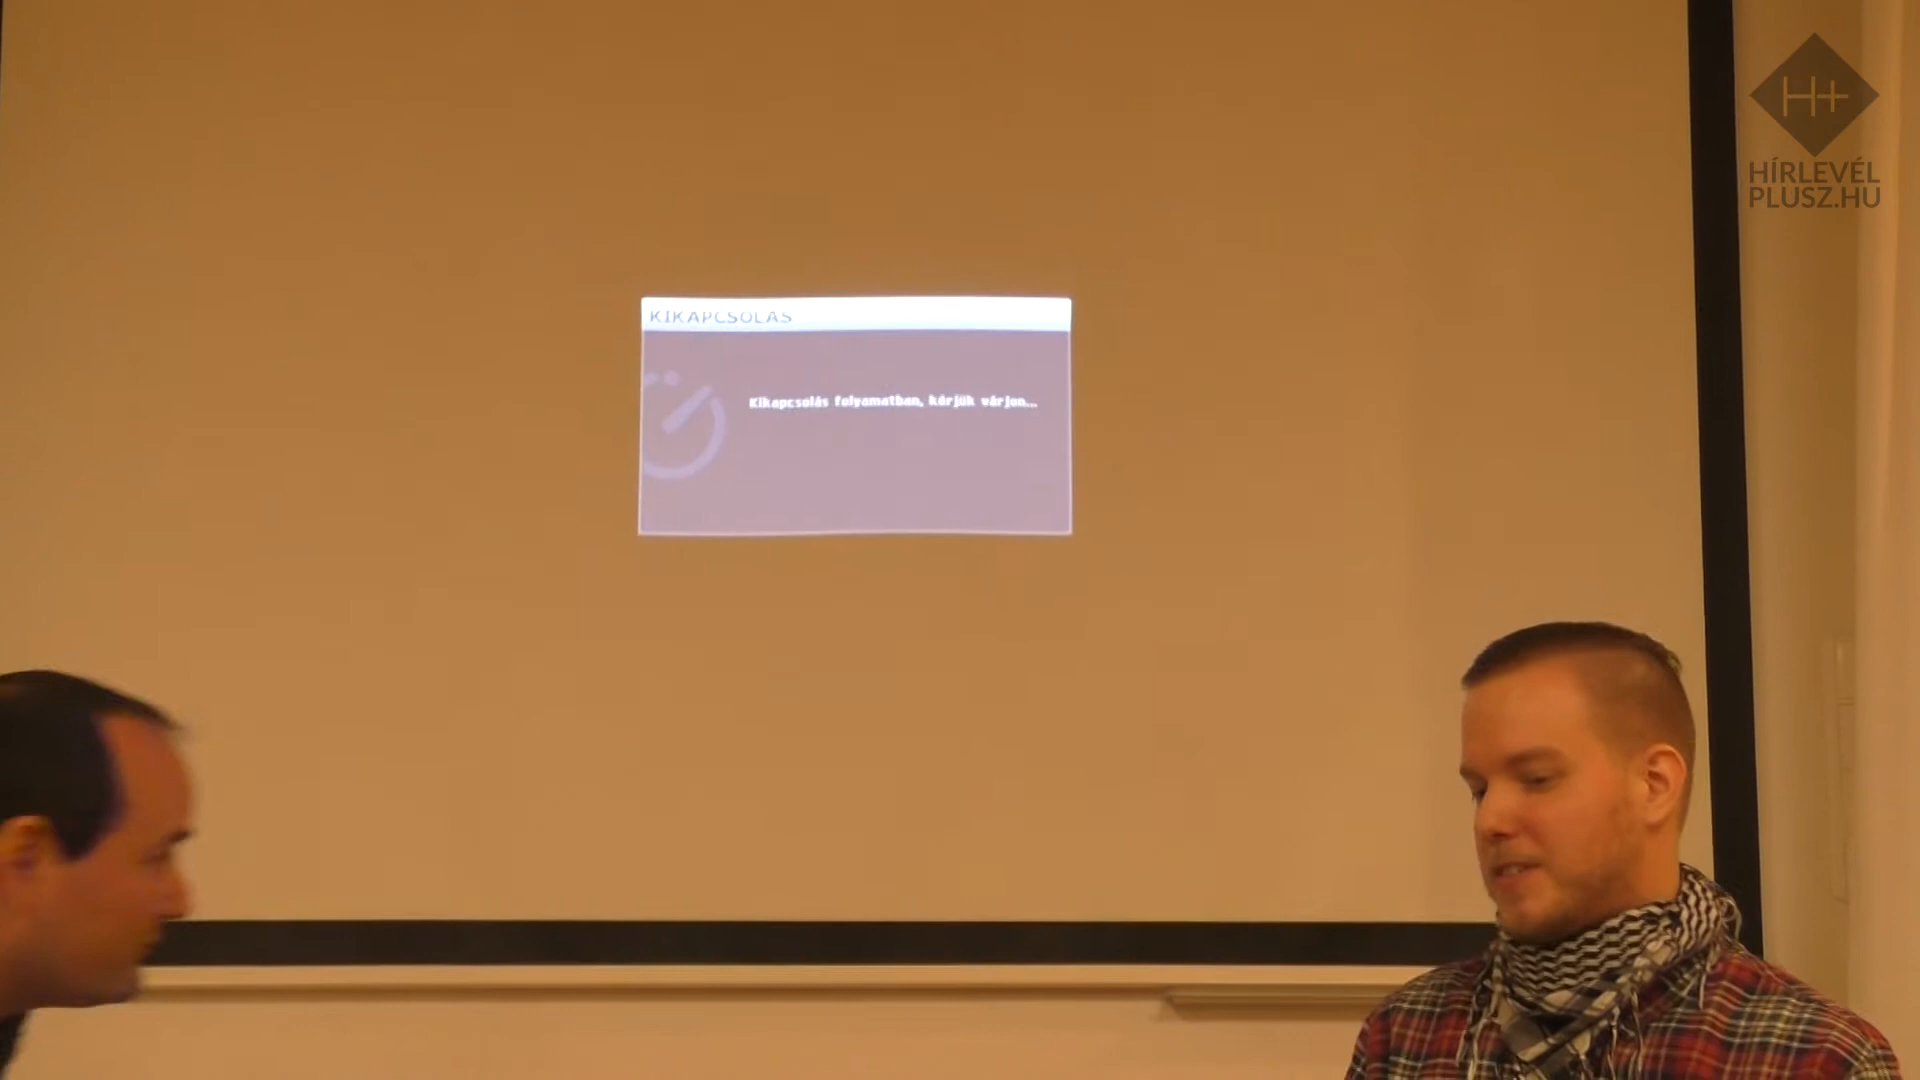 H+
HÍRLEVÉL
PLUSZ.HU
KIKAPCSOLÁS
Kikapcsolás folyamatban, kérjük várjon...